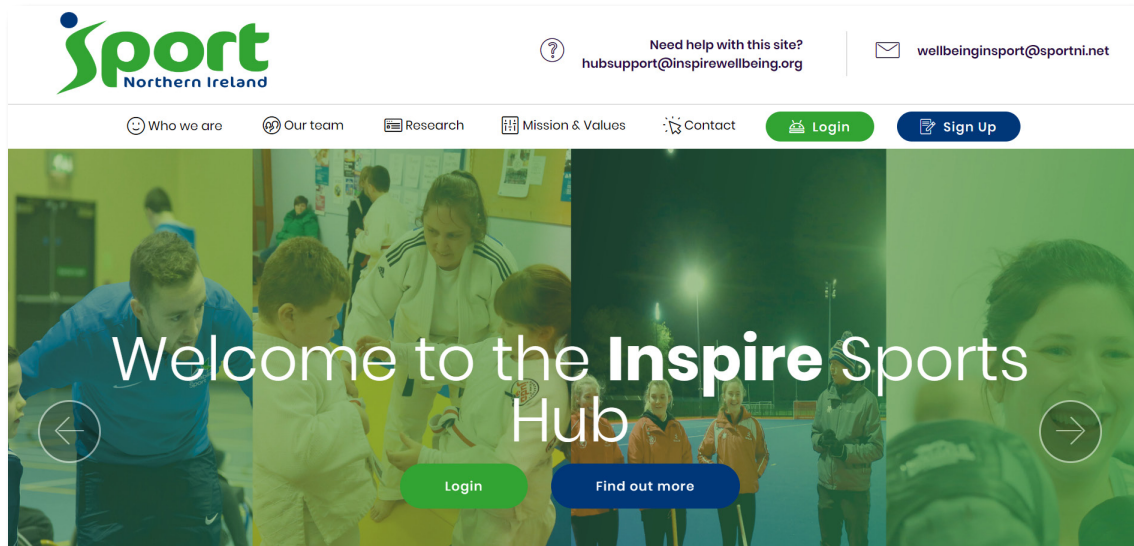 Sport
Northern Ireland
Need help with this site?
hubsupport@inspirewellbeing.org
wellbeinginsport@sportni.net
Who we are
Our team
Research
Mission & Values
Contact
Login
Sign Up
Welcome to the Inspire Sports
Hub
Login
Find out more